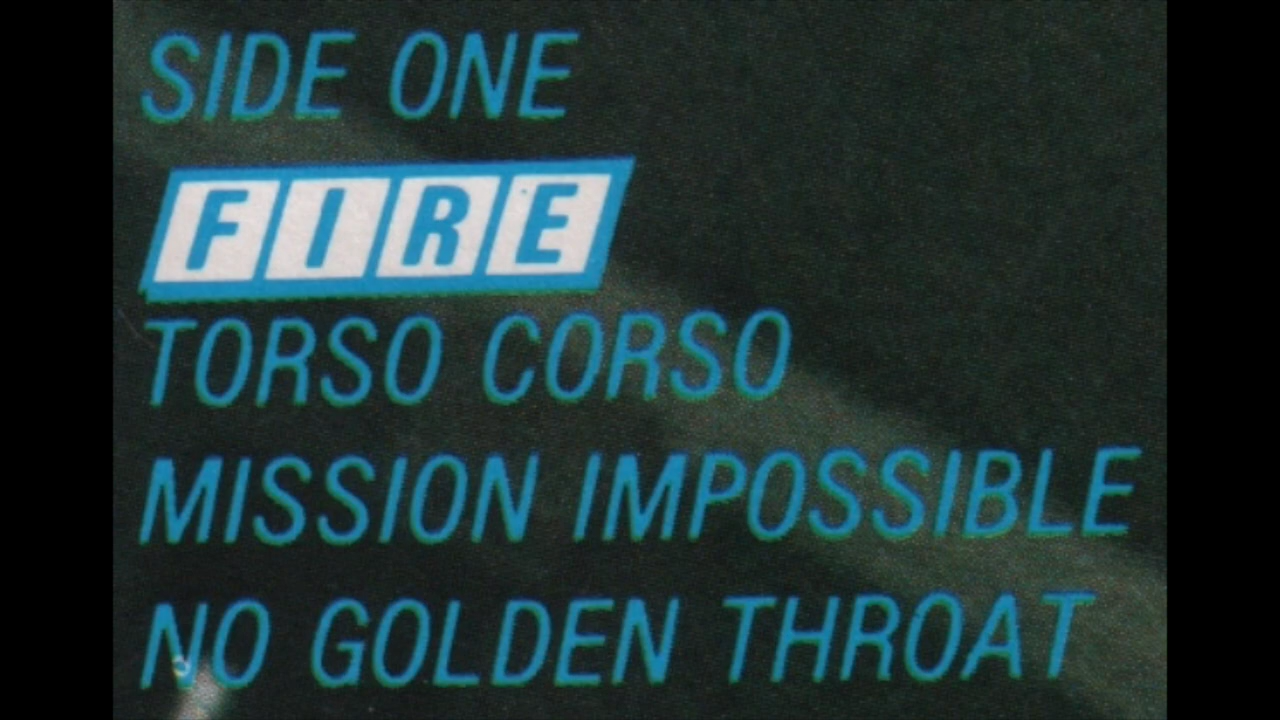 SIDE ONE
FIRE
TORSO CORSO
MISSION IMPOSSIBLE
NO GOLDEN THROAT